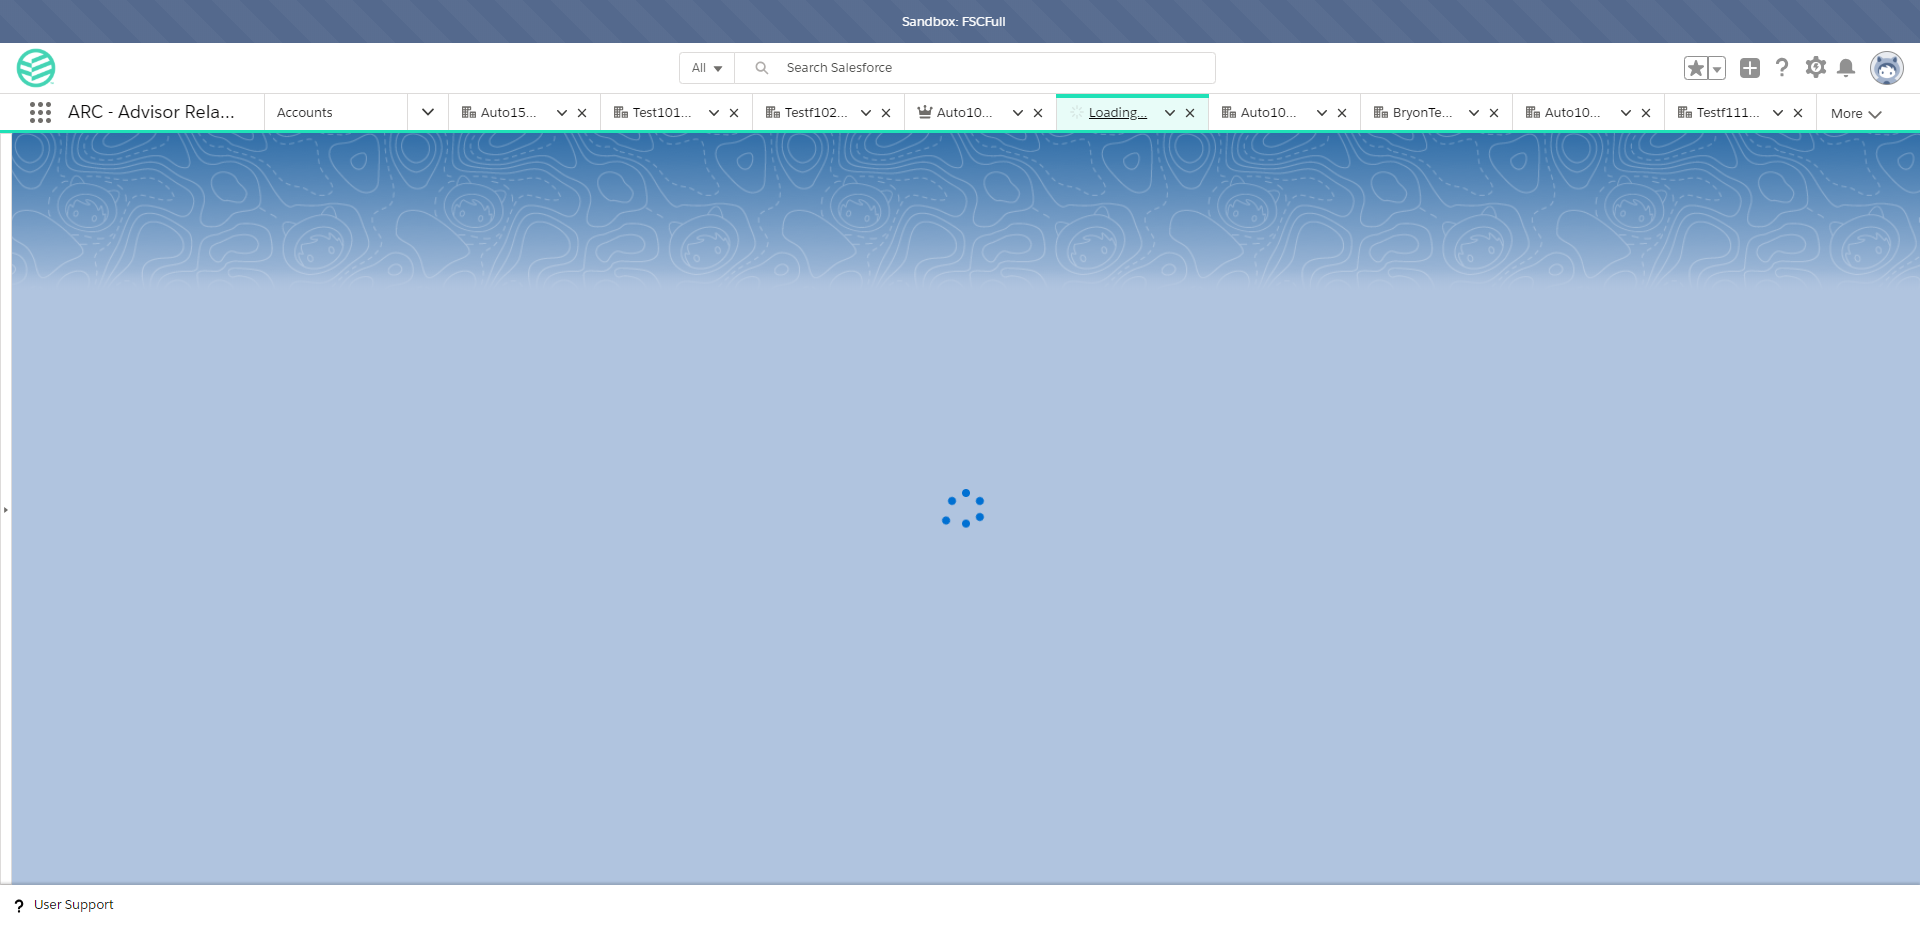 Sandbox: FSCFull
All
Search Salesforce
ARC - Advisor Rela...
Accounts
Auto15...
Test101...
Testf102...
Auto10...
Loading...
Auto10...
BryonTe...
Auto10...
Testf111...
More
? User Support